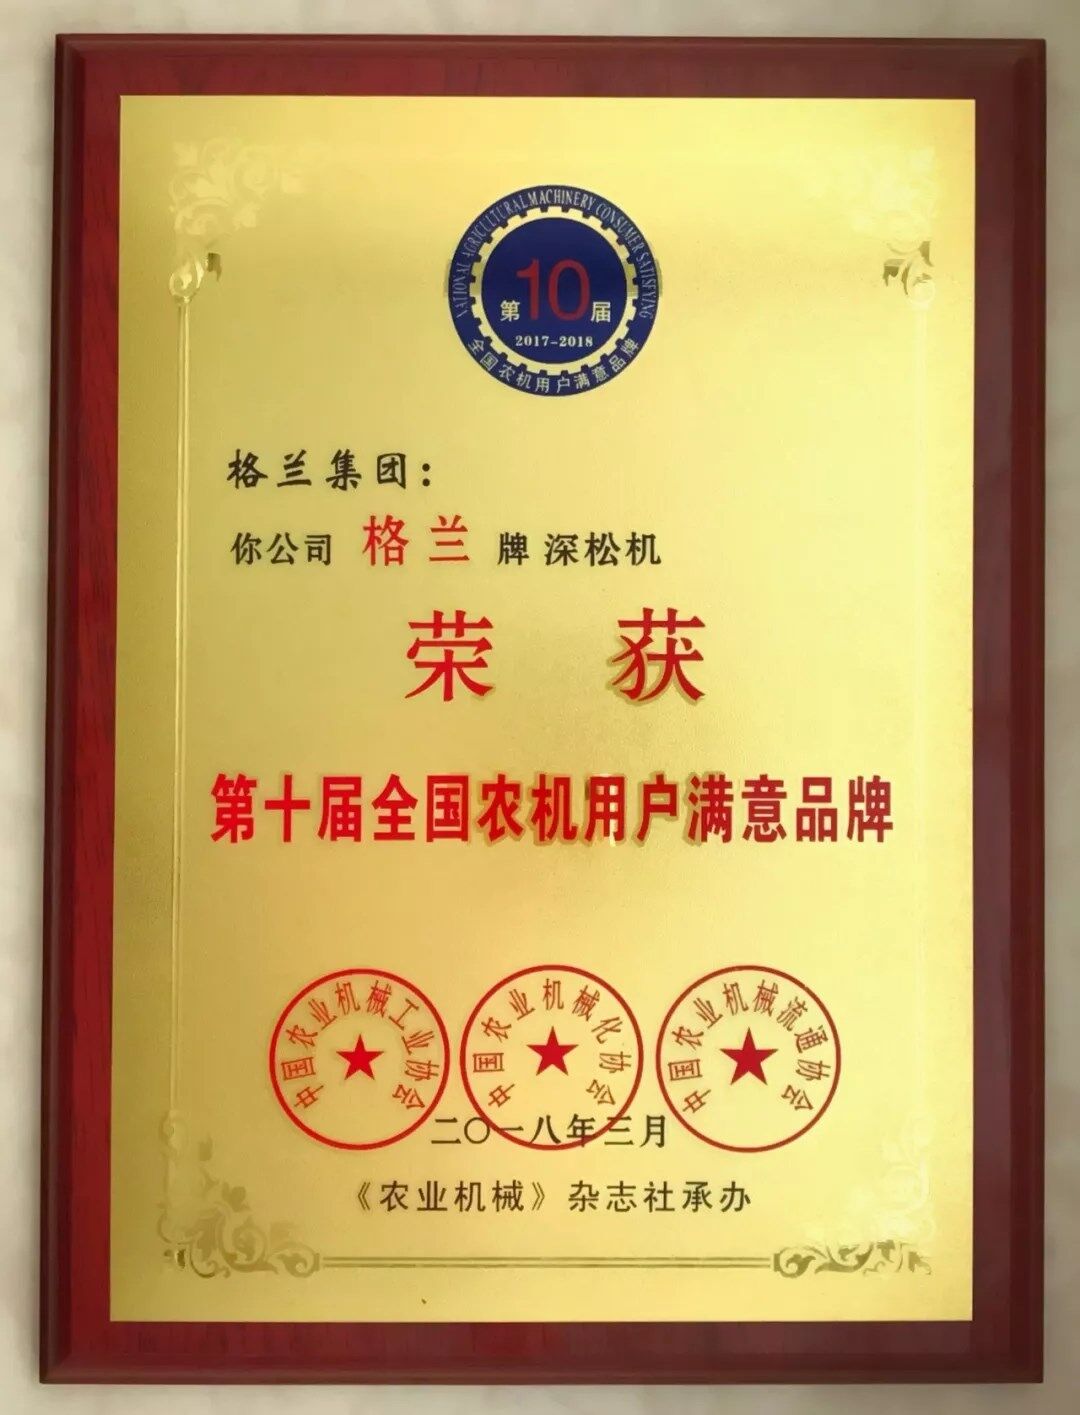 NATIONAL AGRICULTURAL MACHINERY CONSUMER SATISFYING
第10届
2017-2018
全国农机用户满意品牌
格兰集团：
你公司 格兰 牌 深松机
荣 获
第十届全国农机用户满意品牌
中国农业机械工业协会
中国农业机械化协会
中国农业机械流通协会
二〇一八年三月
《农业机械》杂志社承办